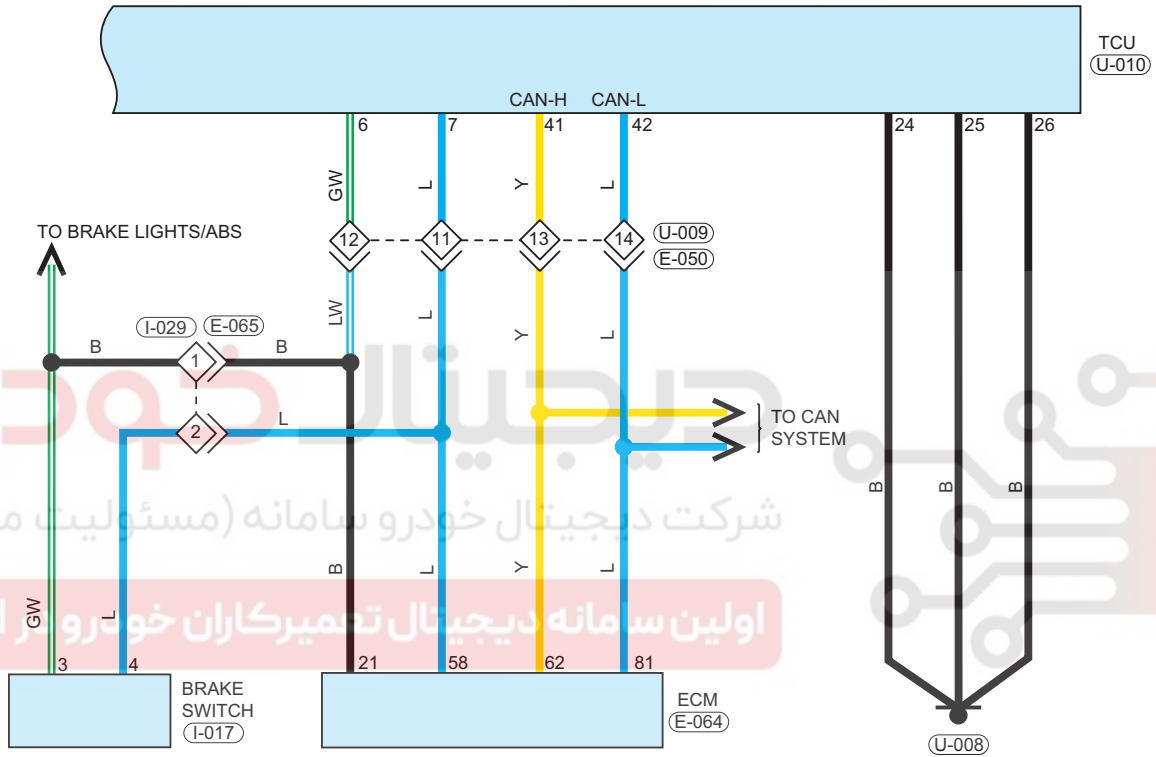 TCU
U-010
CAN-H CAN-L
6 7 41 42 24 25 26
GW L Y L
TO BRAKE LIGHTS/ABS
12 11 13 14 U-009
E-050
LW L Y L
I-029 E-065
B 1 B
2 L
TO CAN
SYSTEM
دیجیتال خود
شرکت دیجیتال خودرو سامانه (مسئولیت م
B B B
B L Y L
اولین سامانه دیجیتال تعمیرکاران خودرو در ا
GW L
3 4 21 58 62 81
BRAKE
SWITCH
I-017
ECM
E-064
U-008